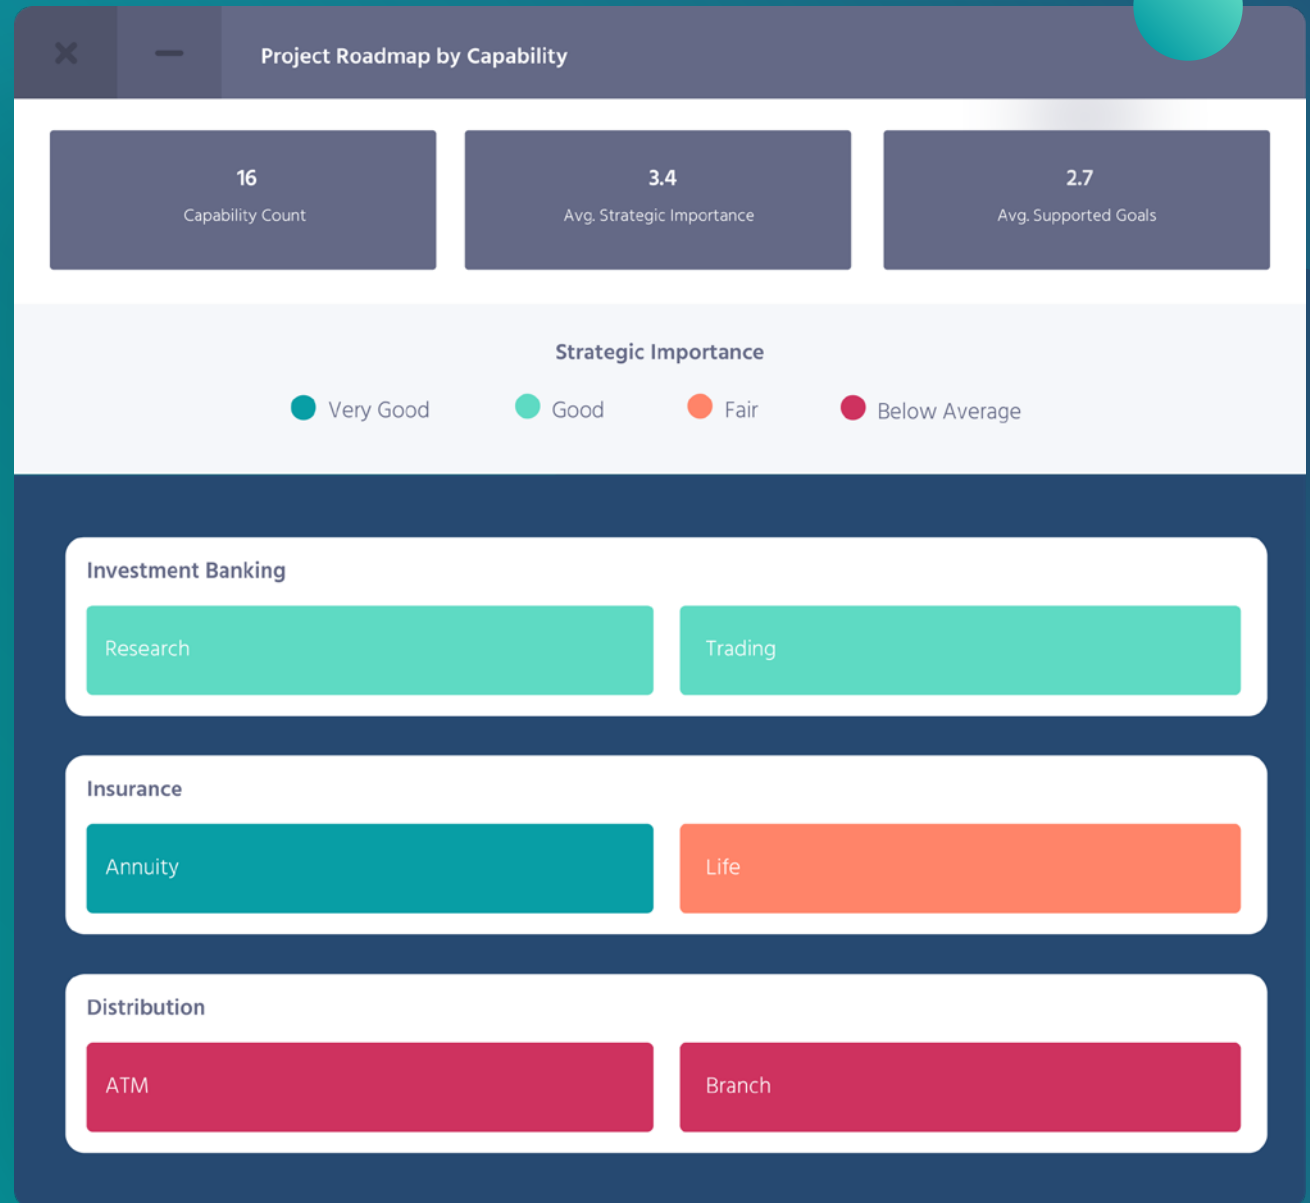 Project Roadmap by Capability
16
Capability Count
3.4
Avg. Strategic Importance
2.7
Avg. Supported Goals
Strategic Importance
Very Good
Good
Fair
Below Average
Investment Banking
Research
Trading
Insurance
Annuity
Life
Distribution
ATM
Branch